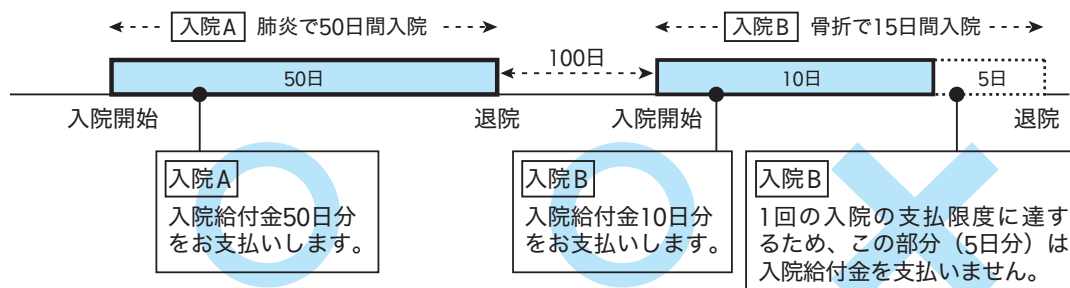 入院A 肺炎で50日間入院
入院B 骨折で15日間入院
50日
100日
10日
5日
入院開始
退院
入院開始
退院
入院A
入院給付金50日分
をお支払いします。
入院B
入院給付金10日分
をお支払いします。
入院B
1回の入院の支払限度に達す
るため、この部分（5日分）は
入院給付金を支払いません。